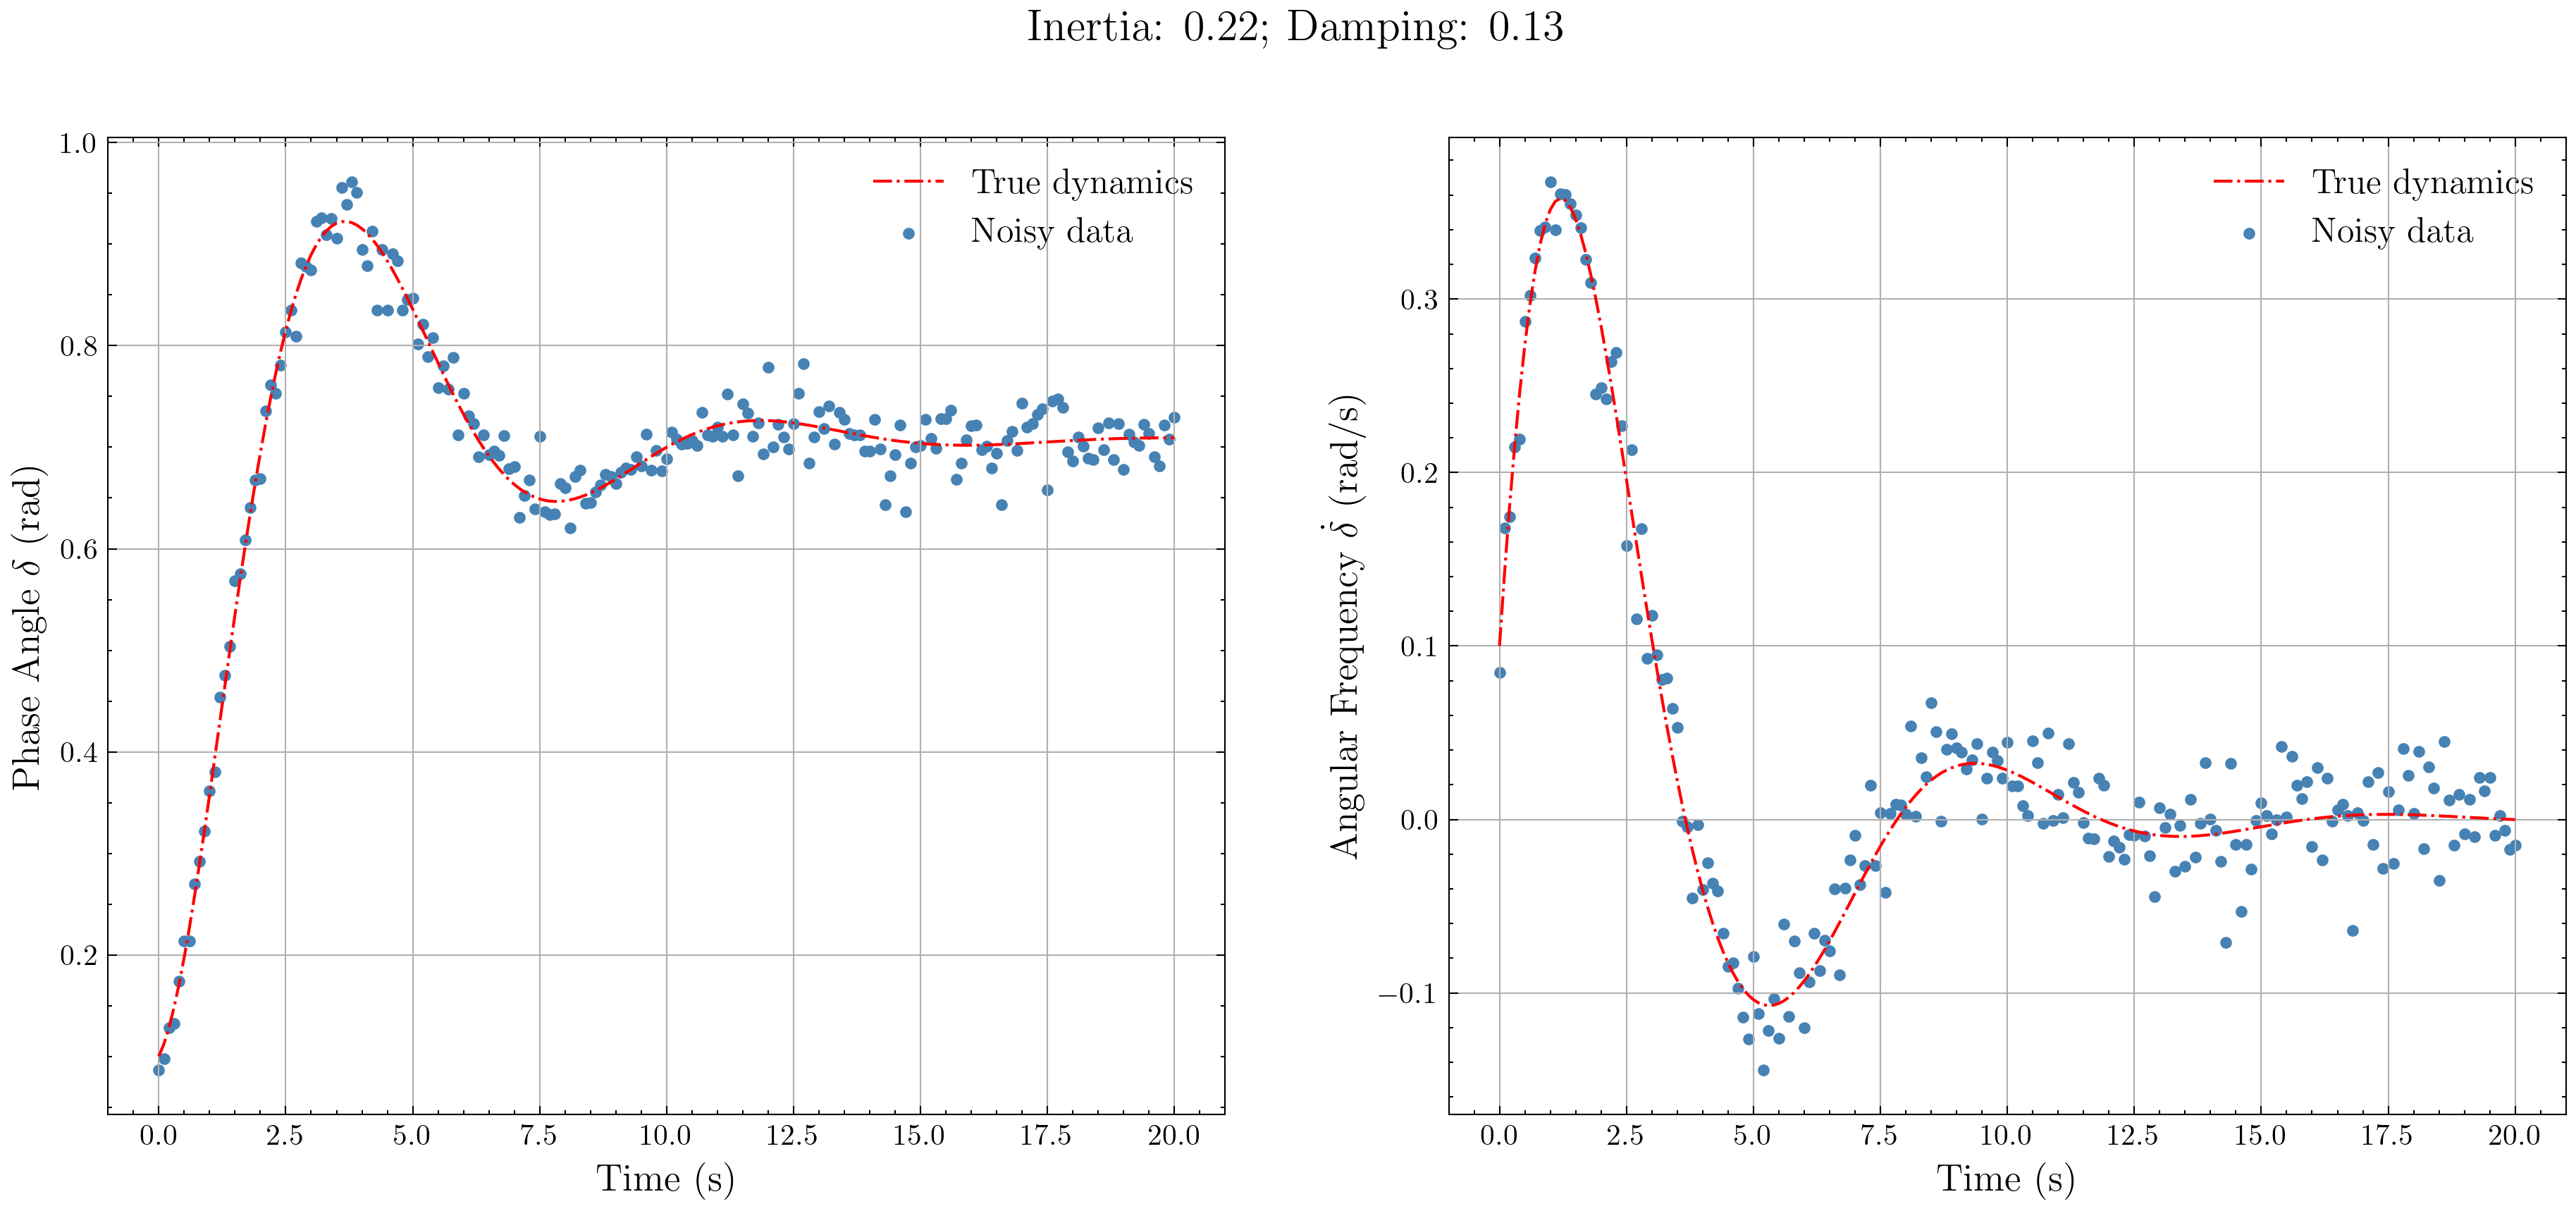 Inertia: 0.22; Damping: 0.13
1.0
0.8
0.6
0.4
0.2
Phase Angle δ (rad)
True dynamics
Noisy data
0.0 2.5 5.0 7.5 10.0 12.5 15.0 17.5 20.0
Time (s)
0.3
0.2
0.1
0.0
−0.1
Angular Frequency δ̇ (rad/s)
True dynamics
Noisy data
0.0 2.5 5.0 7.5 10.0 12.5 15.0 17.5 20.0
Time (s)